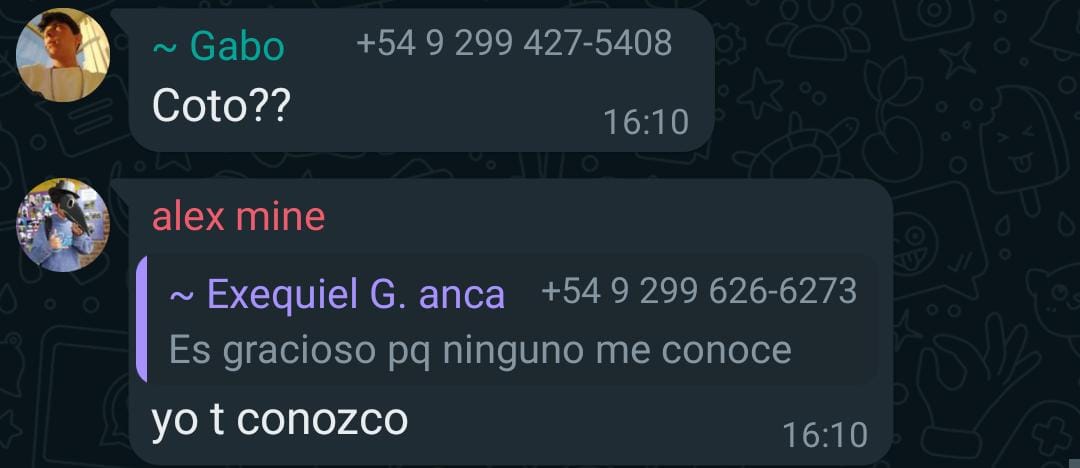 ~ Gabo +54 9 299 427-5408
Coto??
16:10
alex mine
~ Exequiel G. anca +54 9 299 626-6273
Es gracioso pq ninguno me conoce
yo t conozco
16:10